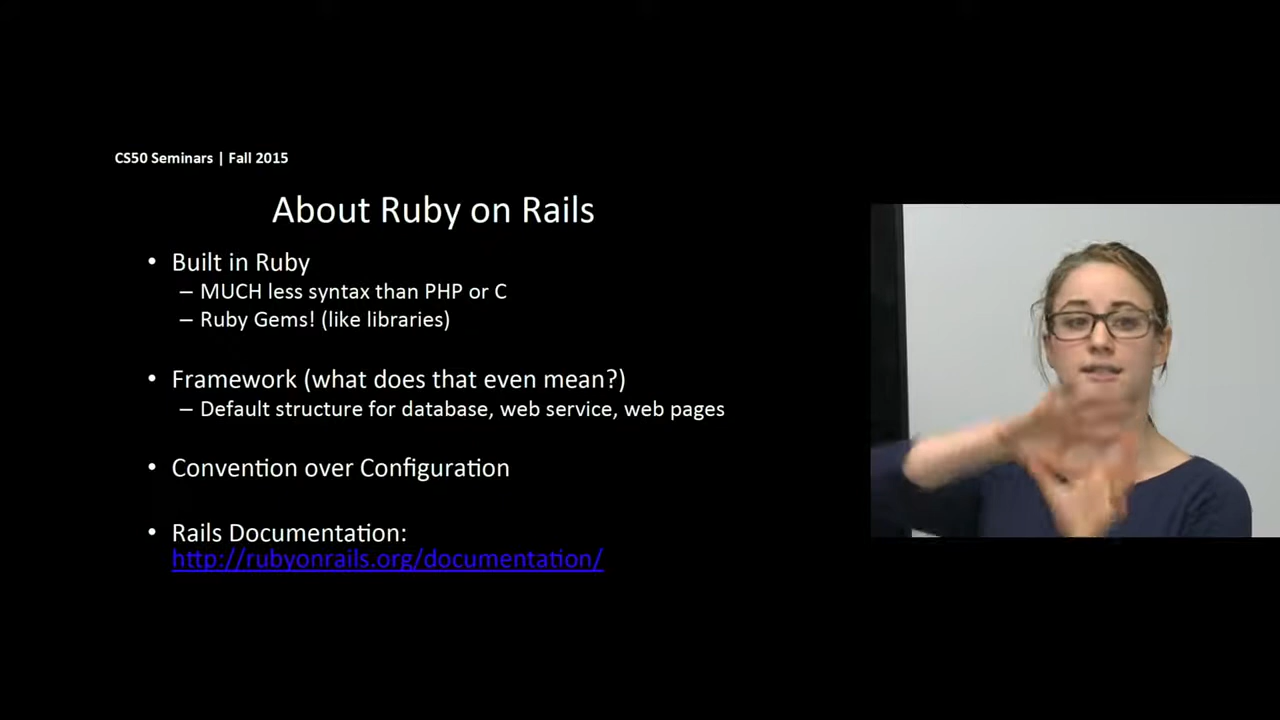 CS50 Seminars | Fall 2015
About Ruby on Rails
• Built in Ruby
– MUCH less syntax than PHP or C
– Ruby Gems! (like libraries)
• Framework (what does that even mean?)
– Default structure for database, web service, web pages
• Convention over Configuration
• Rails Documentation:
http://rubyonrails.org/documentation/